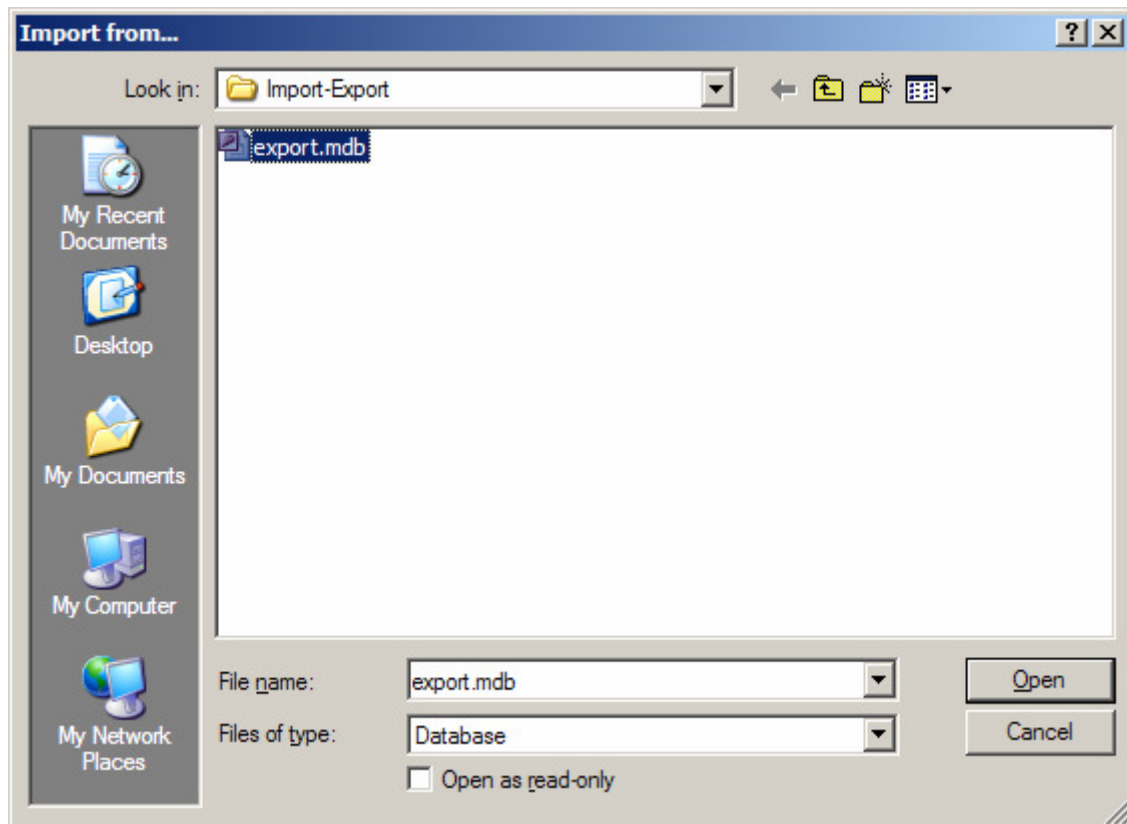 Import from...
Look in:
Import-Export
export.mdb
My Recent
Documents
Desktop
My Documents
My Computer
My Network
Places
File name:
export.mdb
Open
Files of type:
Database
Cancel
Open as read-only